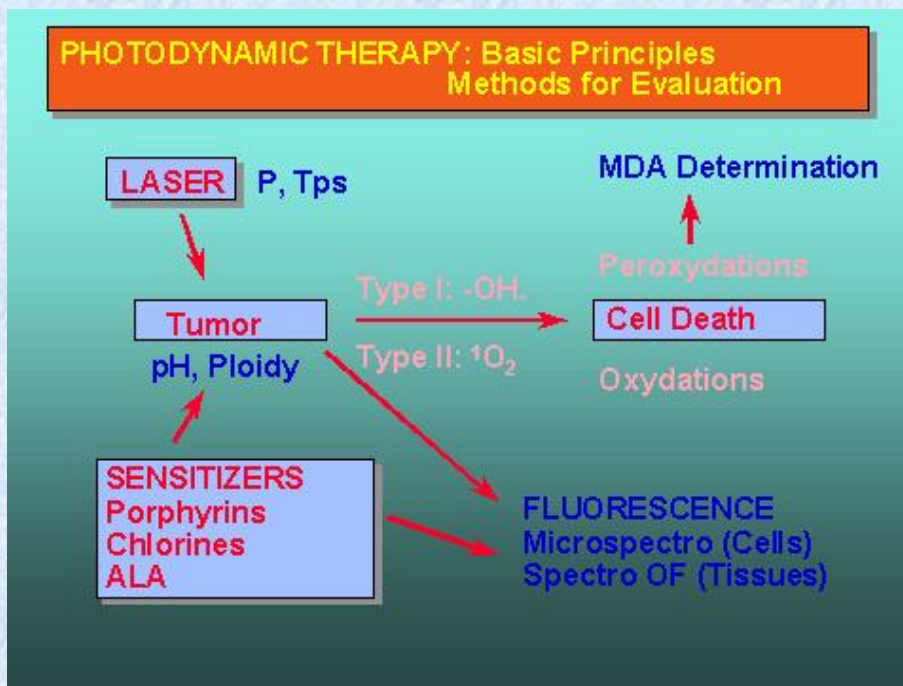 PHOTODYNAMIC THERAPY: Basic Principles
Methods for Evaluation
LASER
P, Tps
MDA Determination
Peroxydations
Type I: -OH.
Tumor
Cell Death
pH, Ploidy
Type II: ¹O₂
Oxydations
SENSITIZERS
Porphyrins
Chlorines
ALA
FLUORESCENCE
Microspectro (Cells)
Spectro OF (Tissues)